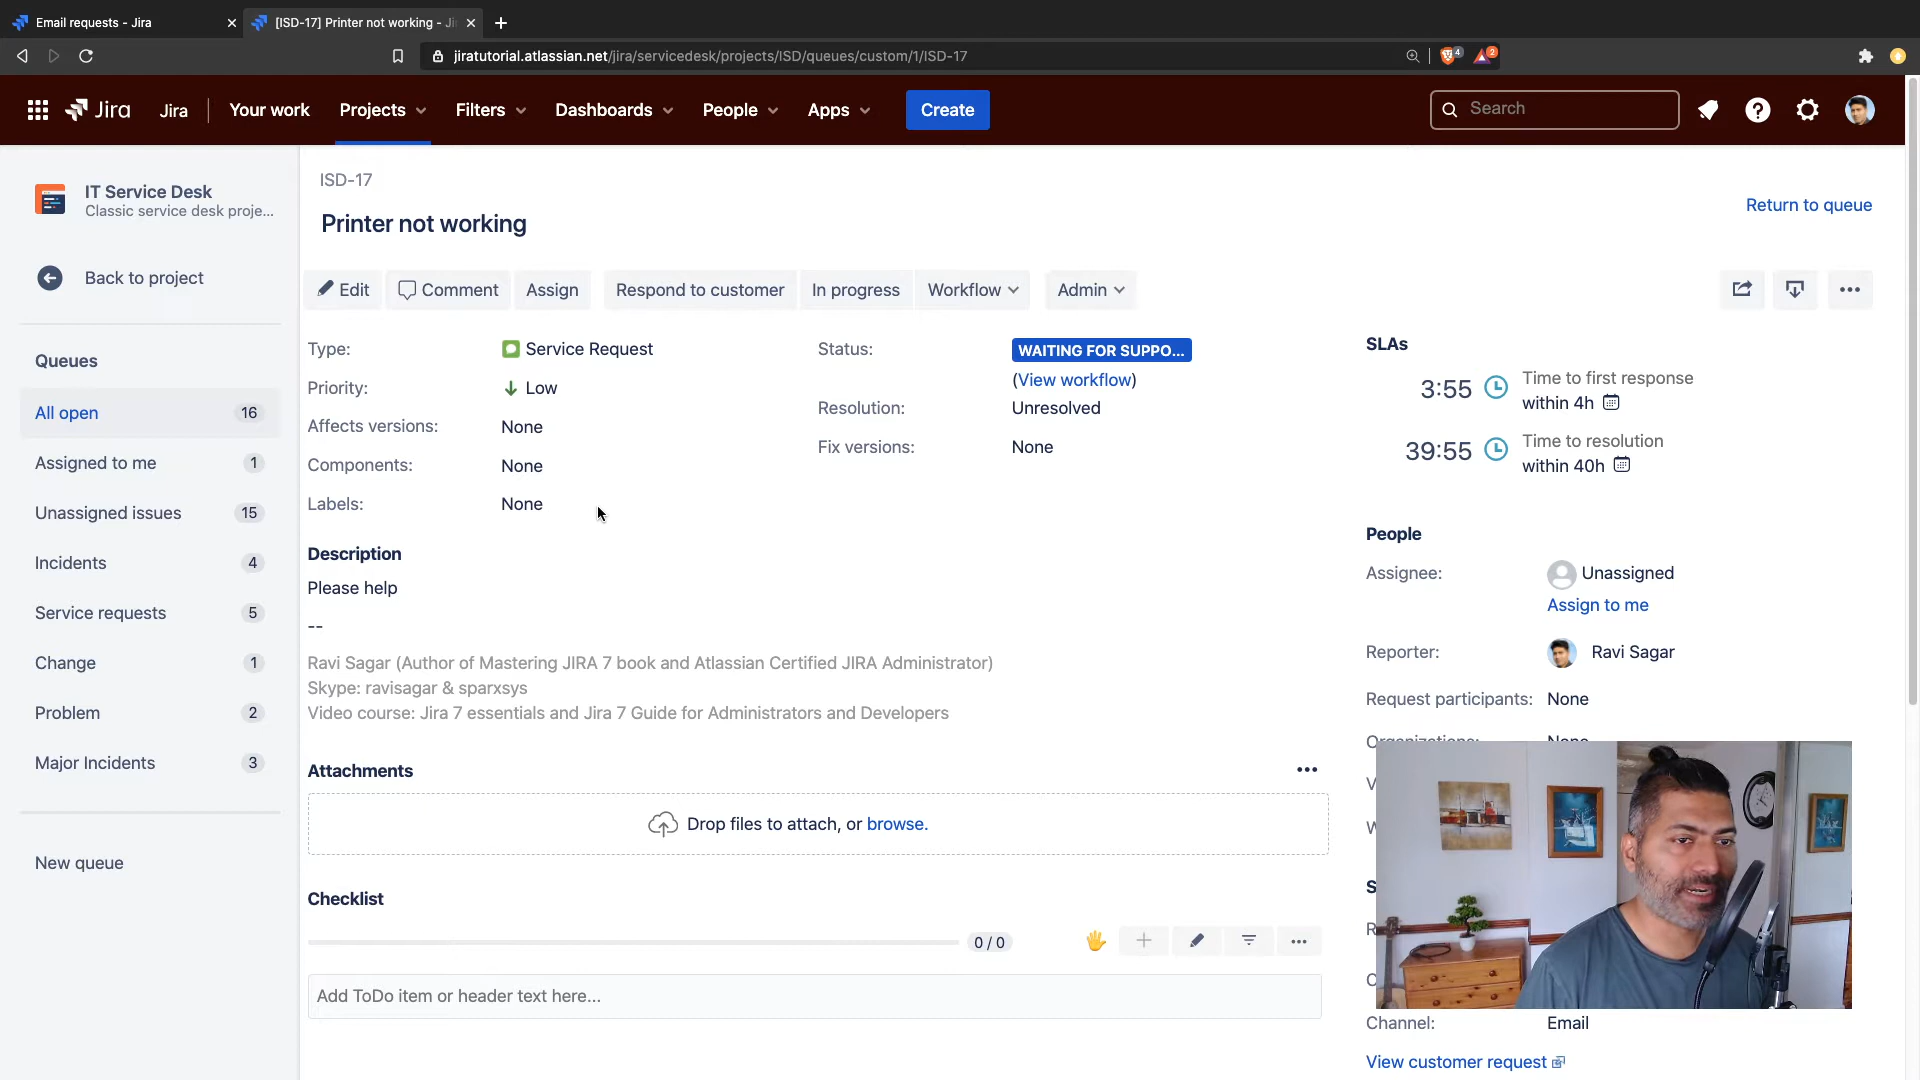 Email requests - Jira
[ISD-17] Printer not working - Ji
jiratutorial.atlassian.net/jira/servicedesk/projects/ISD/queues/custom/1/ISD-17
4
2
Jira
Jira
Your work
Projects
Filters
Dashboards
People
Apps
Create
Search
IT Service Desk
Classic service desk proje...
Back to project
Queues
All open 16
Assigned to me 1
Unassigned issues 15
Incidents 4
Service requests 5
Change 1
Problem 2
Major Incidents 3
New queue
ISD-17
Printer not working
Return to queue
Edit
Comment
Assign
Respond to customer
In progress
Workflow
Admin
Type: Service Request
Priority: Low
Affects versions: None
Components: None
Labels: None
Status: WAITING FOR SUPPO...
(View workflow)
Resolution: Unresolved
Fix versions: None
Description
Please help
--
Ravi Sagar (Author of Mastering JIRA 7 book and Atlassian Certified JIRA Administrator)
Skype: ravisagar & sparxsys
Video course: Jira 7 essentials and Jira 7 Guide for Administrators and Developers
Attachments
Drop files to attach, or browse.
Checklist
0 / 0
Add ToDo item or header text here...
SLAs
3:55 Time to first response
within 4h
39:55 Time to resolution
within 40h
People
Assignee: Unassigned
Assign to me
Reporter: Ravi Sagar
Request participants: None
Organizations: None
Channel: Email
View customer request